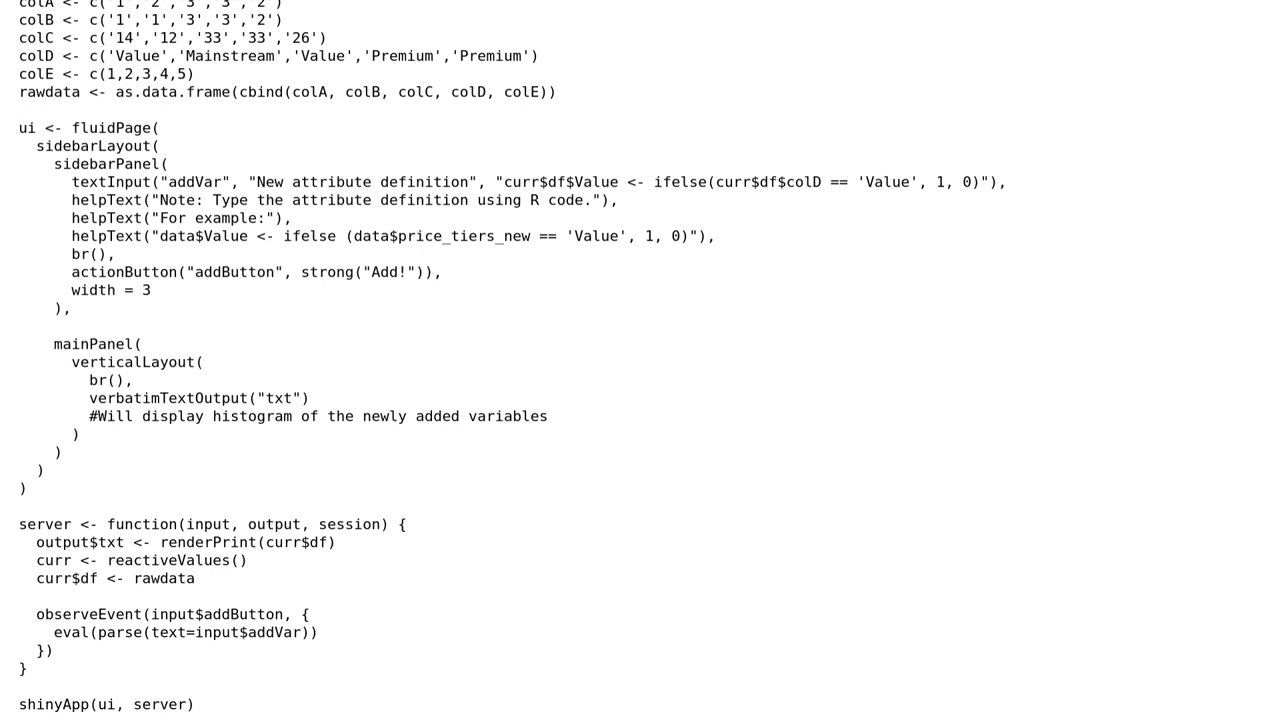 colA <- c('1','2','3','3','2')
colB <- c('1','1','3','3','2')
colC <- c('14','12','33','33','26')
colD <- c('Value','Mainstream','Value','Premium','Premium')
colE <- c(1,2,3,4,5)
rawdata <- as.data.frame(cbind(colA, colB, colC, colD, colE))

ui <- fluidPage(
  sidebarLayout(
    sidebarPanel(
      textInput("addVar", "New attribute definition", "curr$df$Value <- ifelse(curr$df$colD == 'Value', 1, 0)"),
      helpText("Note: Type the attribute definition using R code."),
      helpText("For example:"),
      helpText("data$Value <- ifelse (data$price_tiers_new == 'Value', 1, 0)"),
      br(),
      actionButton("addButton", strong("Add!")),
      width = 3
    ),

    mainPanel(
      verticalLayout(
        br(),
        verbatimTextOutput("txt")
        #Will display histogram of the newly added variables
      )
    )
  )
)

server <- function(input, output, session) {
  output$txt <- renderPrint(curr$df)
  curr <- reactiveValues()
  curr$df <- rawdata

  observeEvent(input$addButton, {
    eval(parse(text=input$addVar))
  })
}

shinyApp(ui, server)